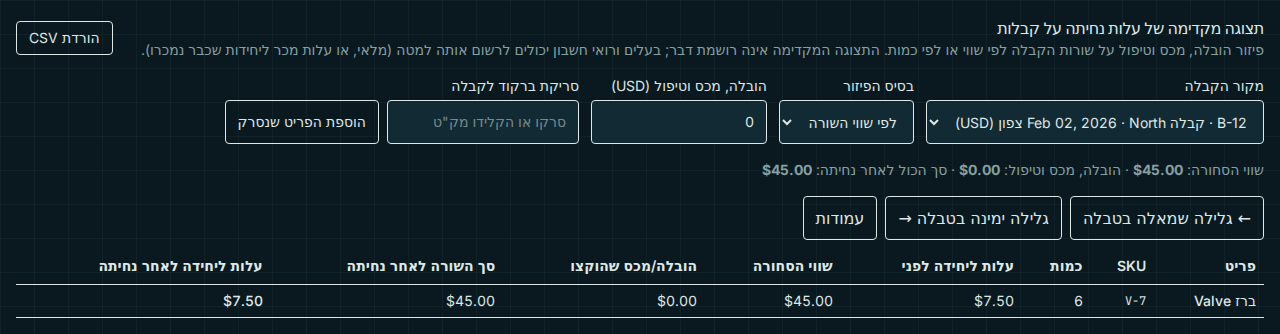 תצוגה מקדימה של עלות נחיתה על קבלות
הורדת CSV
פיזור הובלה, מכס וטיפול על שורות הקבלה לפי שווי או לפי כמות. התצוגה המקדימה אינה רושמת דבר; בעלים ורואי חשבון יכולים לרשום אותה למטה (מלאי, או עלות מכר ליחידות שכבר נמכרו).
מקור הקבלה
בסיס הפיזור
הובלה, מכס וטיפול (USD)
סריקת ברקוד לקבלה
B-12 · קבלה Feb 02, 2026 · North צפון (USD)
לפי שווי השורה
0
סרקו או הקלידו מק"ט
הוספת הפריט שנסרק
שווי הסחורה: $45.00 · הובלה, מכס וטיפול: $0.00 · סך הכול לאחר נחיתה: $45.00
← גלילה שמאלה בטבלה
גלילה ימינה בטבלה →
עמודות
פריט SKU כמות עלות ליחידה לפני שווי הסחורה הובלה/מכס שהוקצו סך השורה לאחר נחיתה עלות ליחידה לאחר נחיתה
ברז Valve V-7 6 $7.50 $45.00 $0.00 $45.00 $7.50